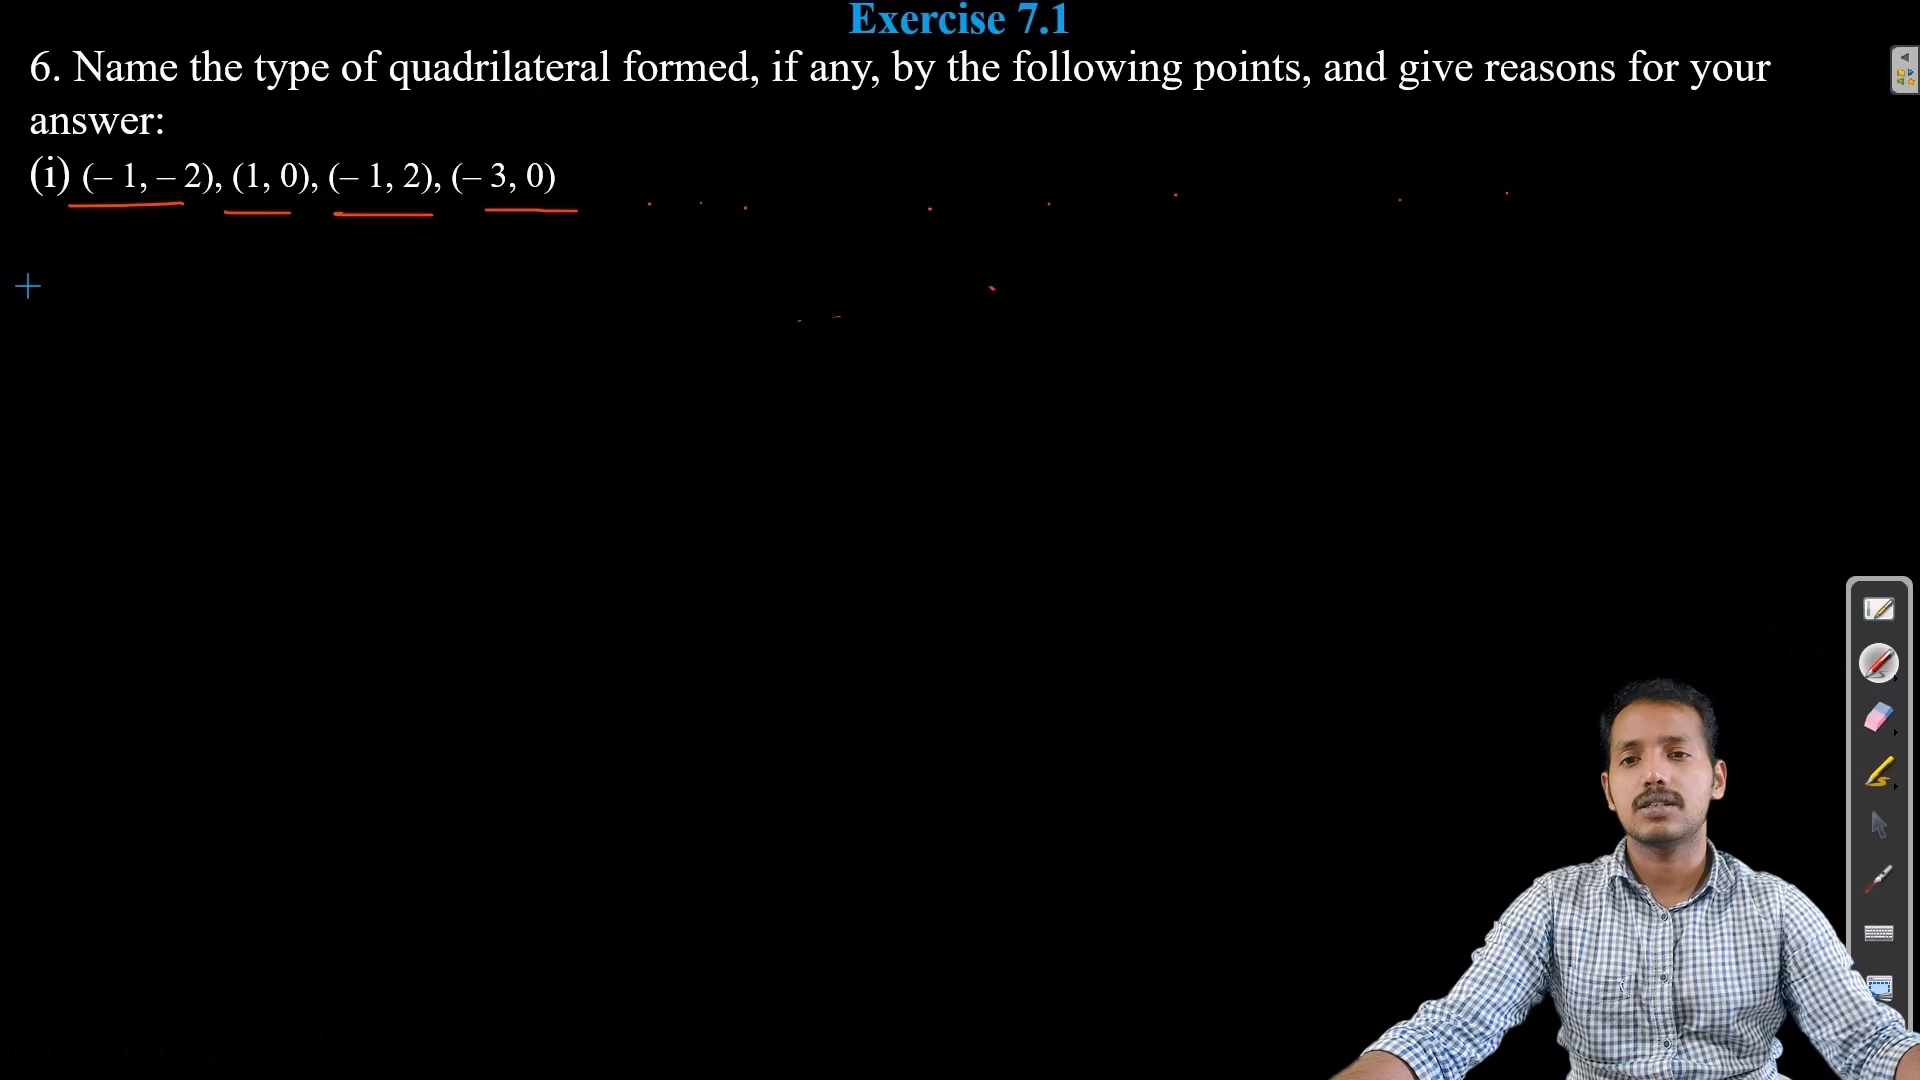 Exercise 7.1
6. Name the type of quadrilateral formed, if any, by the following points, and give reasons for your
answer:
(i) (– 1, – 2), (1, 0), (– 1, 2), (– 3, 0)